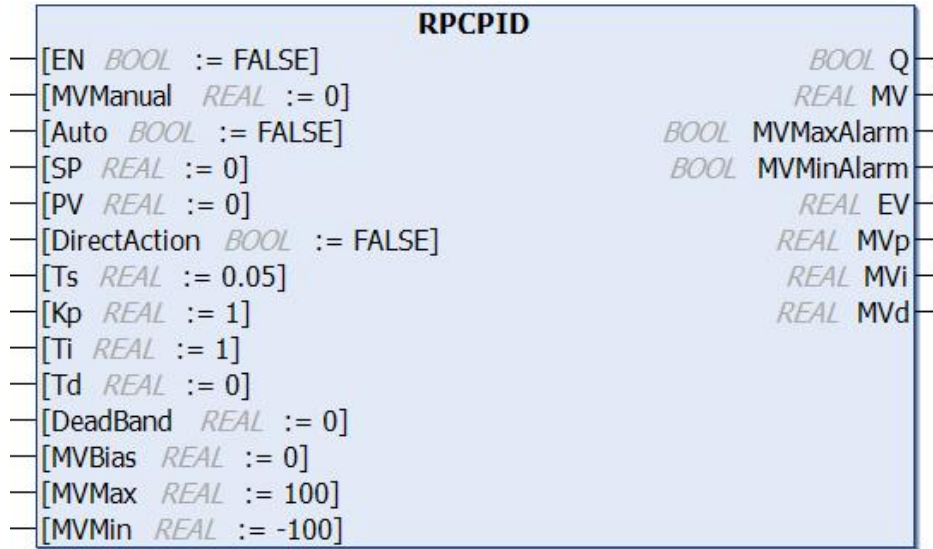 RPCPID
[EN BOOL := FALSE] BOOL Q
[MVManual REAL := 0] REAL MV
[Auto BOOL := FALSE] BOOL MVMaxAlarm
[SP REAL := 0] BOOL MVMinAlarm
[PV REAL := 0] REAL EV
[DirectAction BOOL := FALSE] REAL MVp
[Ts REAL := 0.05] REAL MVi
[Kp REAL := 1] REAL MVd
[Ti REAL := 1]
[Td REAL := 0]
[DeadBand REAL := 0]
[MVBias REAL := 0]
[MVMax REAL := 100]
[MVMin REAL := -100]